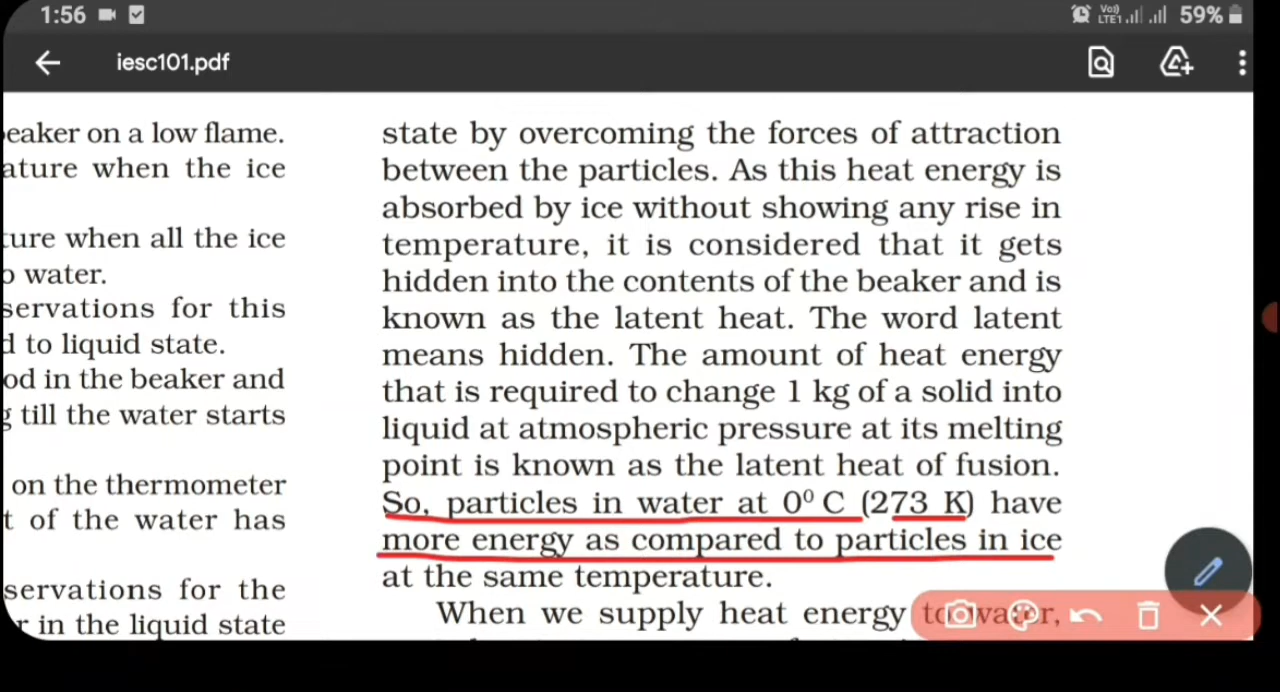 1:56
Vo)) LTE1 59%
iesc101.pdf
eaker on a low flame.
ature when the ice
ture when all the ice
o water.
servations for this
d to liquid state.
od in the beaker and
g till the water starts
on the thermometer
t of the water has
servations for the
r in the liquid state
state by overcoming the forces of attraction
between the particles. As this heat energy is
absorbed by ice without showing any rise in
temperature, it is considered that it gets
hidden into the contents of the beaker and is
known as the latent heat. The word latent
means hidden. The amount of heat energy
that is required to change 1 kg of a solid into
liquid at atmospheric pressure at its melting
point is known as the latent heat of fusion.
So, particles in water at 0⁰ C (273 K) have
more energy as compared to particles in ice
at the same temperature.
When we supply heat energy to water,